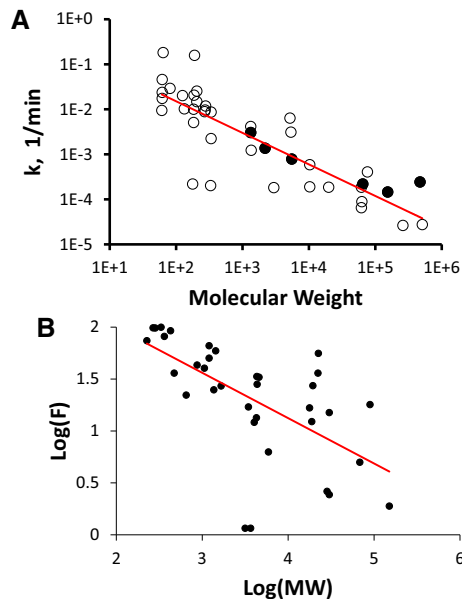 A
1E+0
1E-1
1E-2
1E-3
1E-4
1E-5
k, 1/min
1E+1 1E+2 1E+3 1E+4 1E+5 1E+6
Molecular Weight
B
2
1.5
1
0.5
0
Log(F)
2 3 4 5 6
Log(MW)